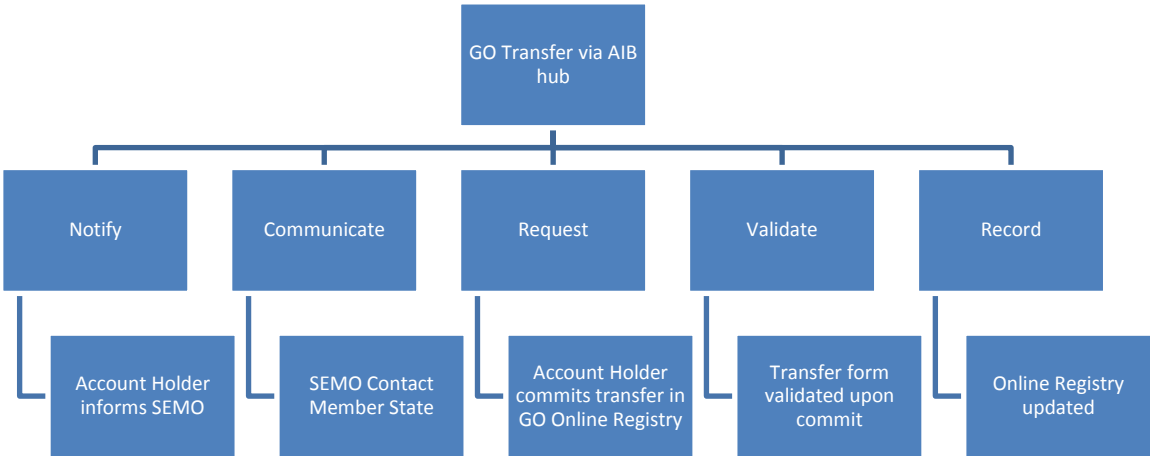 GO Transfer via AIB
hub
Notify
Communicate
Request
Validate
Record
Account Holder
informs SEMO
SEMO Contact
Member State
Account Holder
commits transfer in
GO Online Registry
Transfer form
validated upon
commit
Online Registry
updated